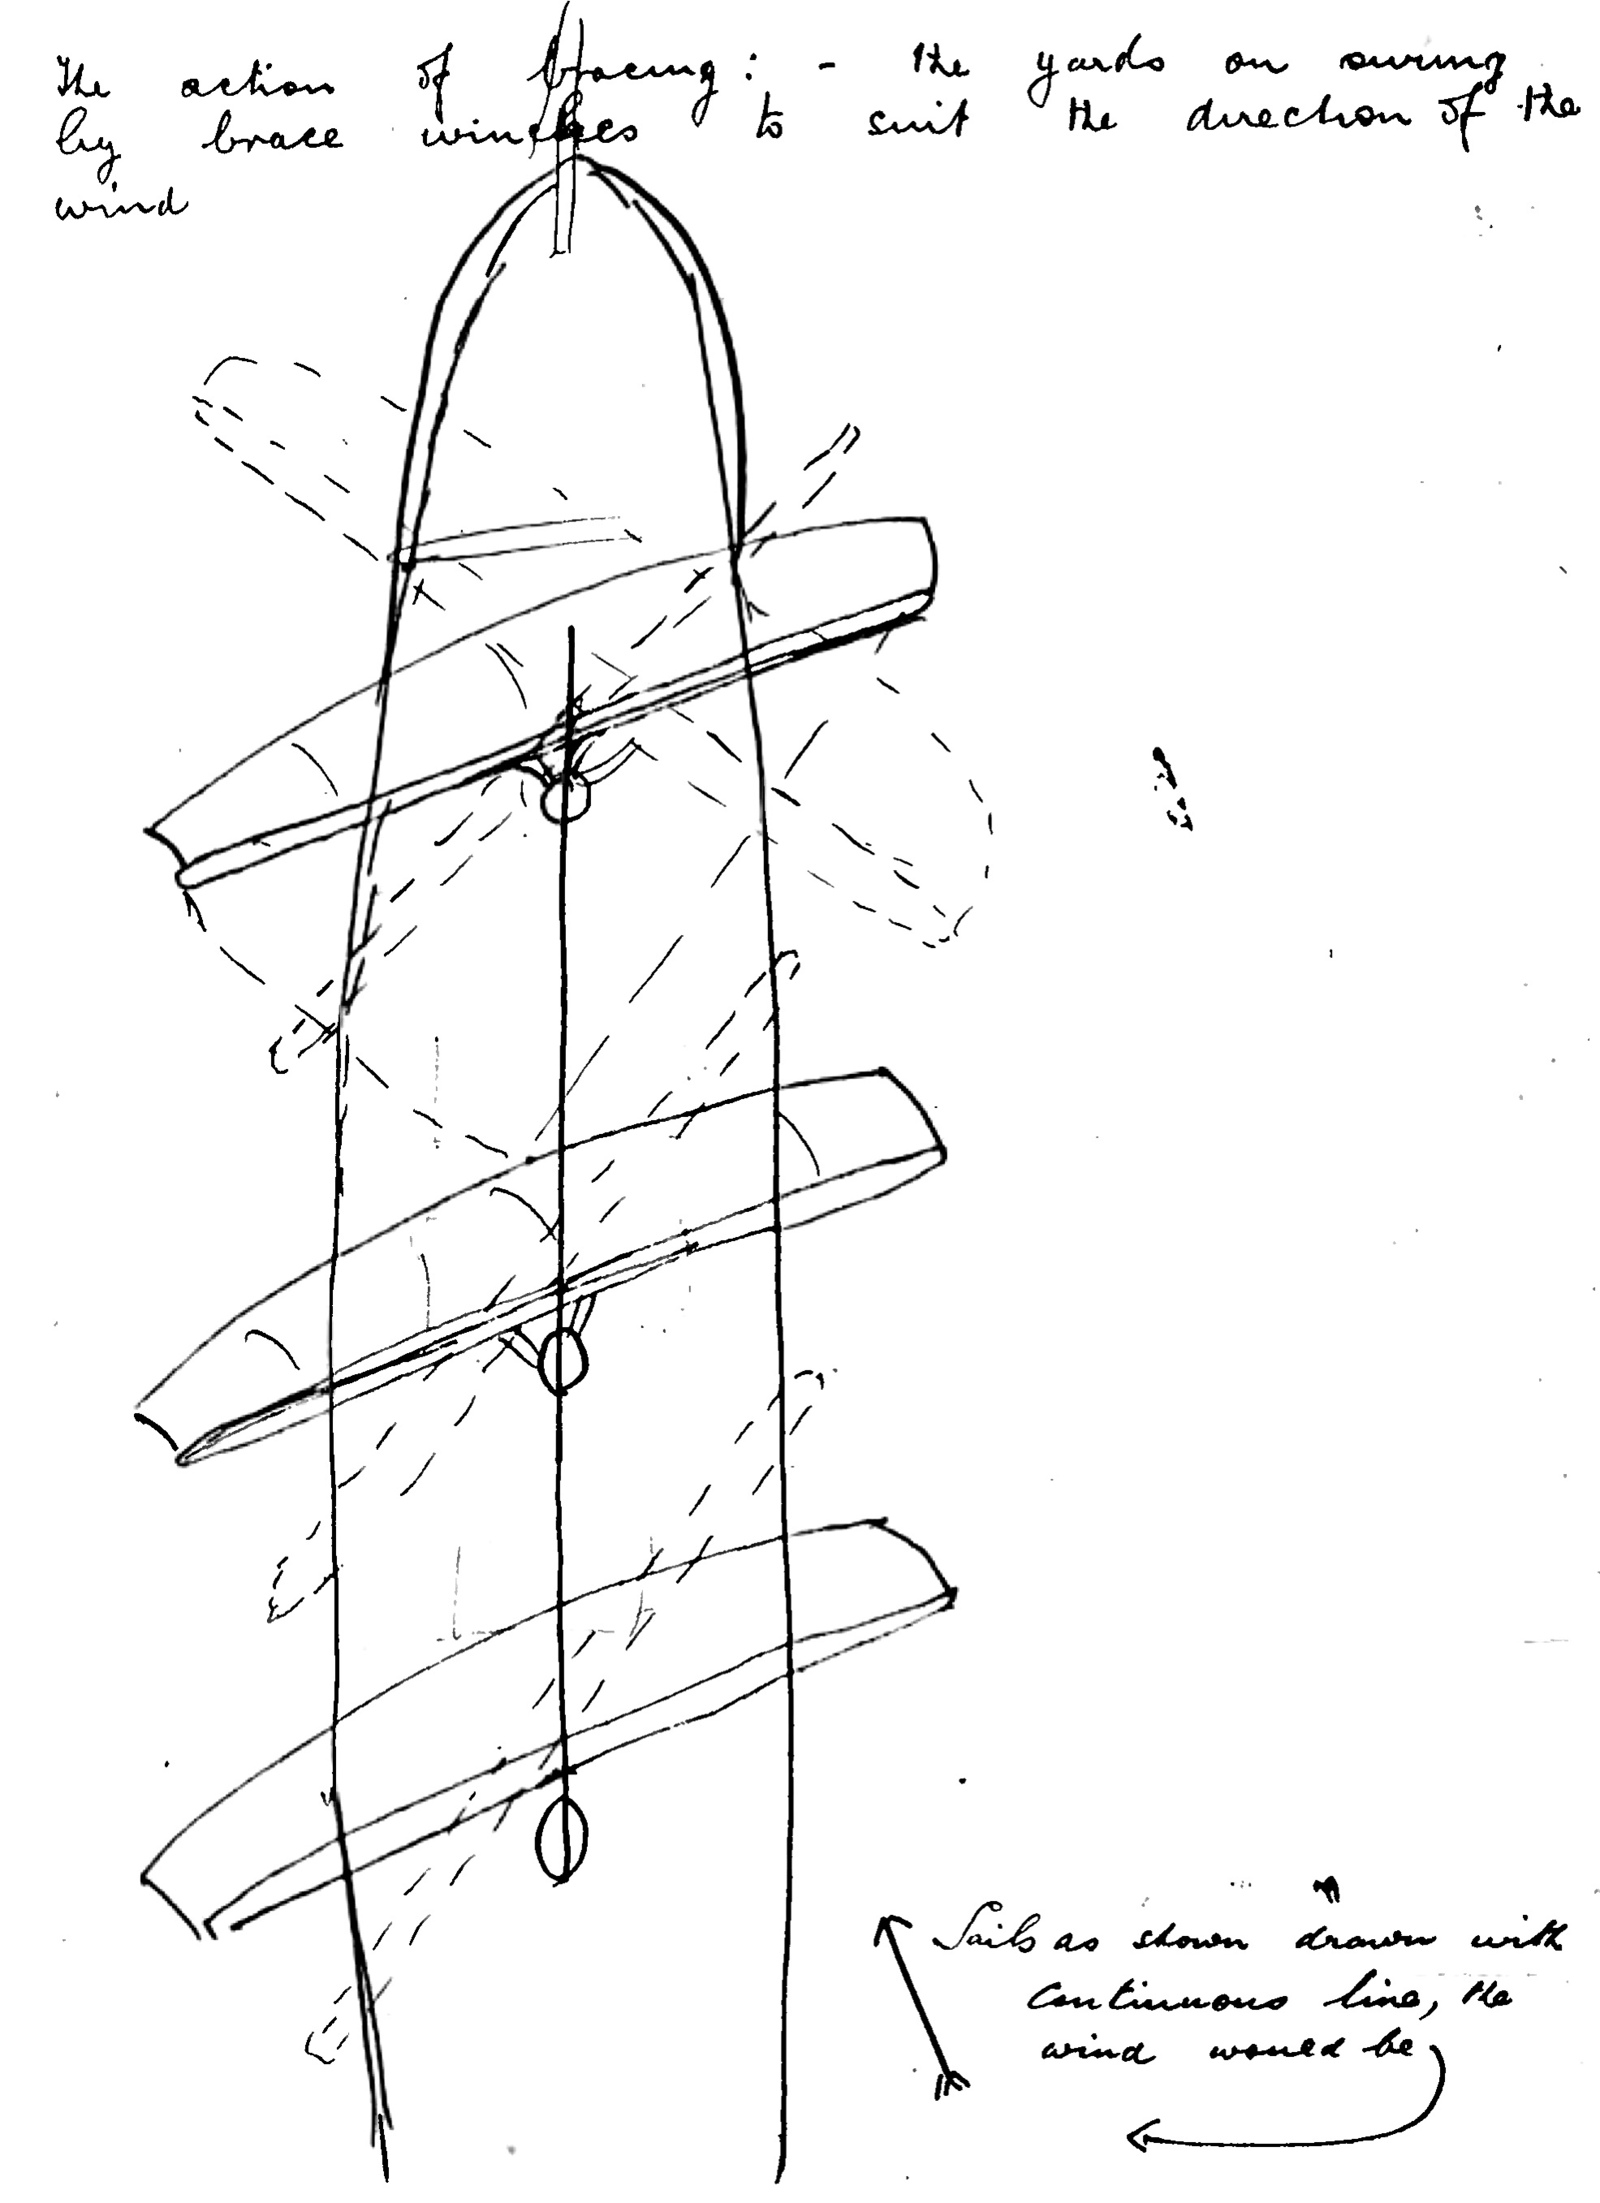 The action of bracing: - the yards on swung
by brace winches to suit the direction of the
wind
Sails as shown drawn with
continuous line, the
wind would be